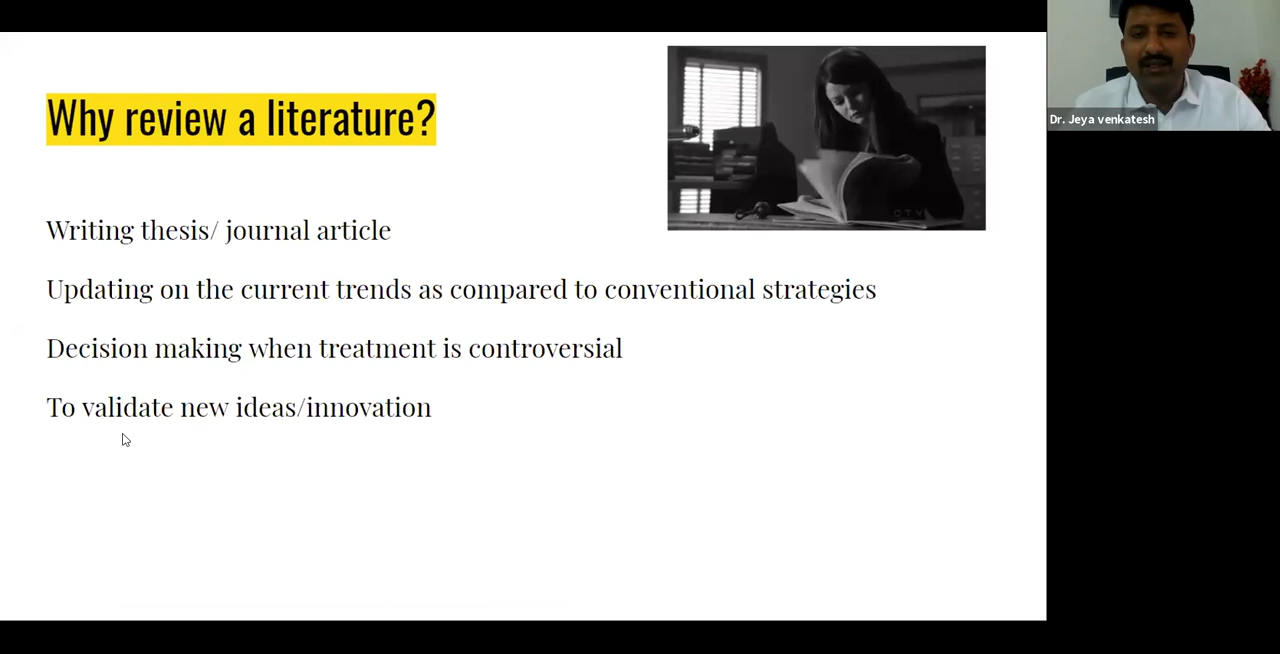 Why review a literature?
Writing thesis/ journal article
Updating on the current trends as compared to conventional strategies
Decision making when treatment is controversial
To validate new ideas/innovation
CTV
Dr. Jeya venkatesh